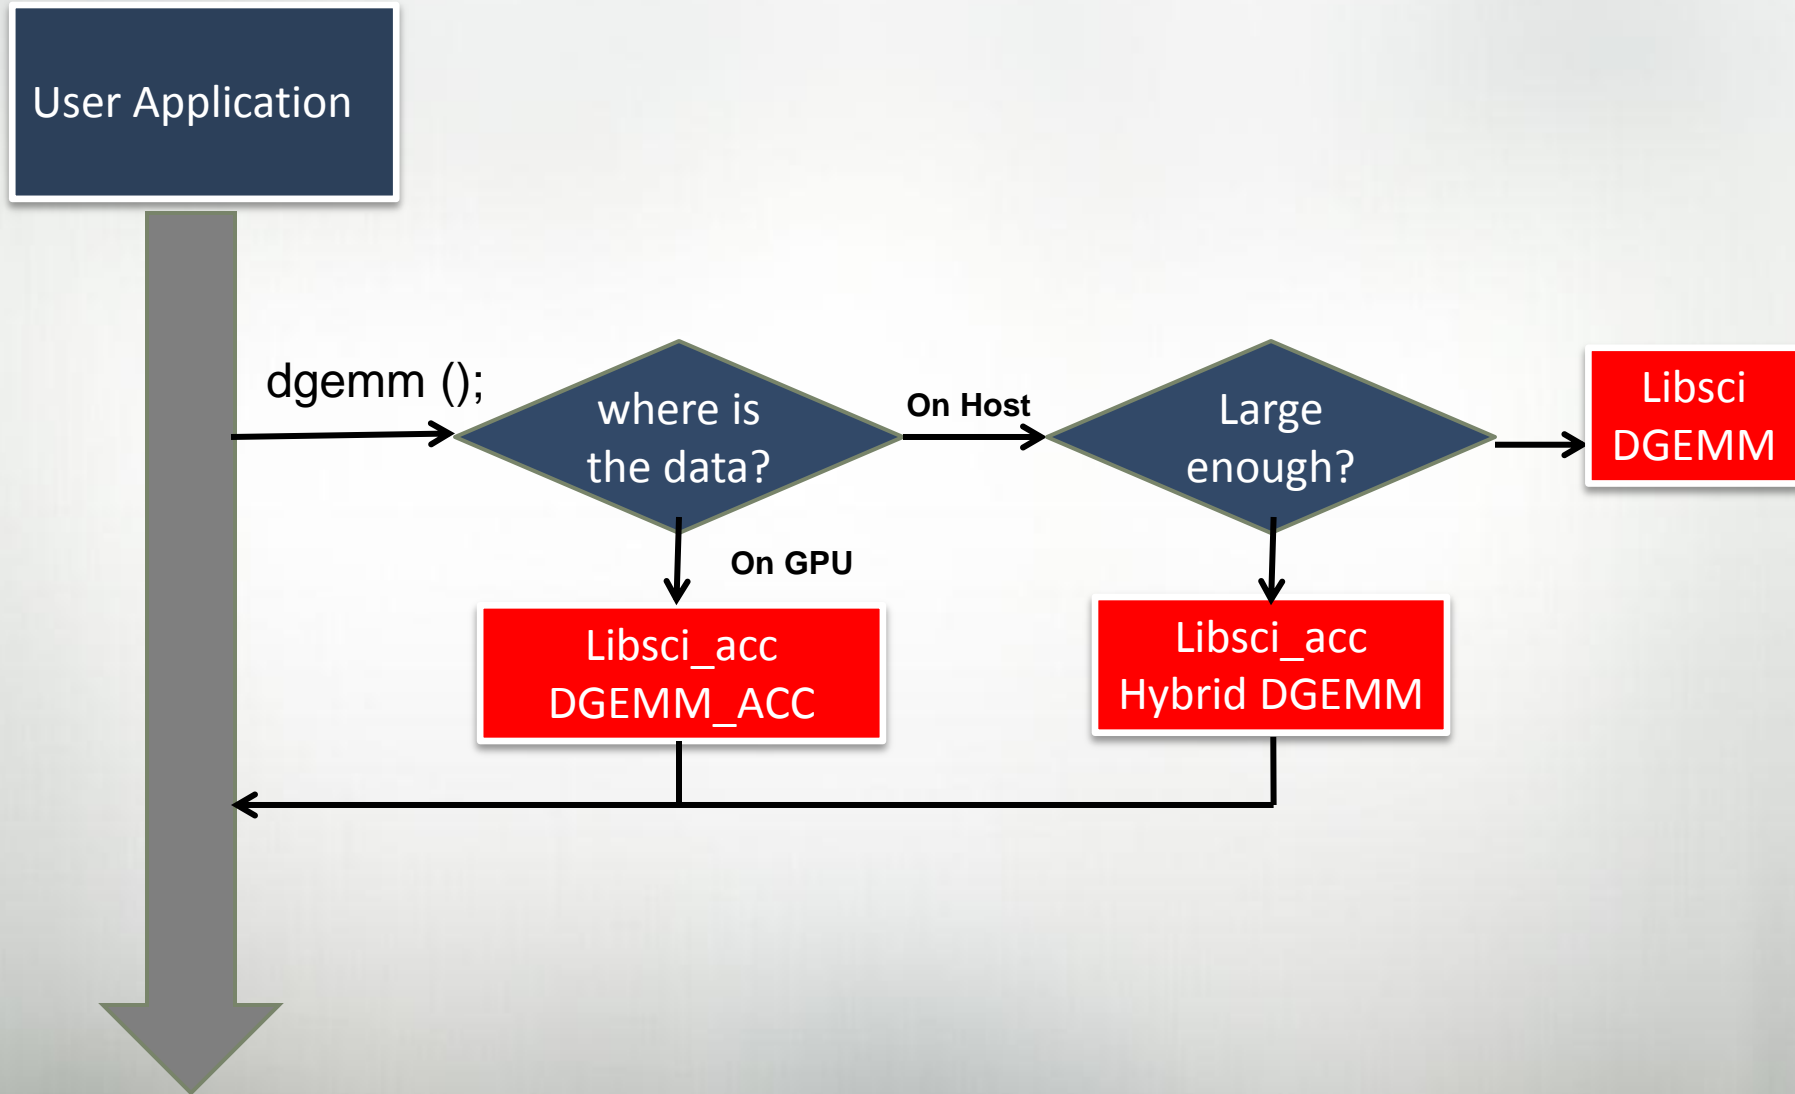 User Application
dgemm ();
where is
the data?
On Host
Large
enough?
Libsci
DGEMM
On GPU
Libsci_acc
DGEMM_ACC
Libsci_acc
Hybrid DGEMM